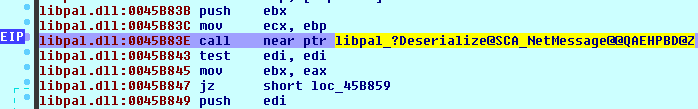 libpal.dll:0045B83B push    ebx
libpal.dll:0045B83C mov     ecx, ebp
EIP libpal.dll:0045B83E call    near ptr libpal_?Deserialize@SCA_NetMessage@@QAEHPBD@Z
libpal.dll:0045B843 test    edi, edi
libpal.dll:0045B845 mov     ebx, eax
libpal.dll:0045B847 jz      short loc_45B859
libpal.dll:0045B849 push    edi